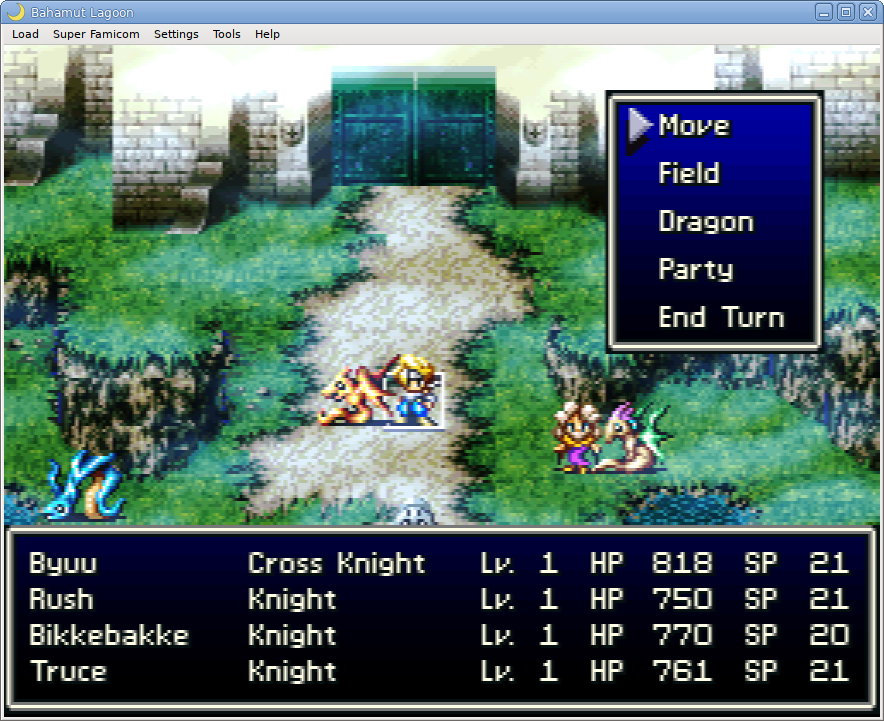 Bahamut Lagoon
Load Super Famicom Settings Tools Help
Move
Field
Dragon
Party
End Turn
Byuu Cross Knight Lv. 1 HP 818 SP 21
Rush Knight Lv. 1 HP 750 SP 21
Bikkebakke Knight Lv. 1 HP 770 SP 20
Truce Knight Lv. 1 HP 761 SP 21